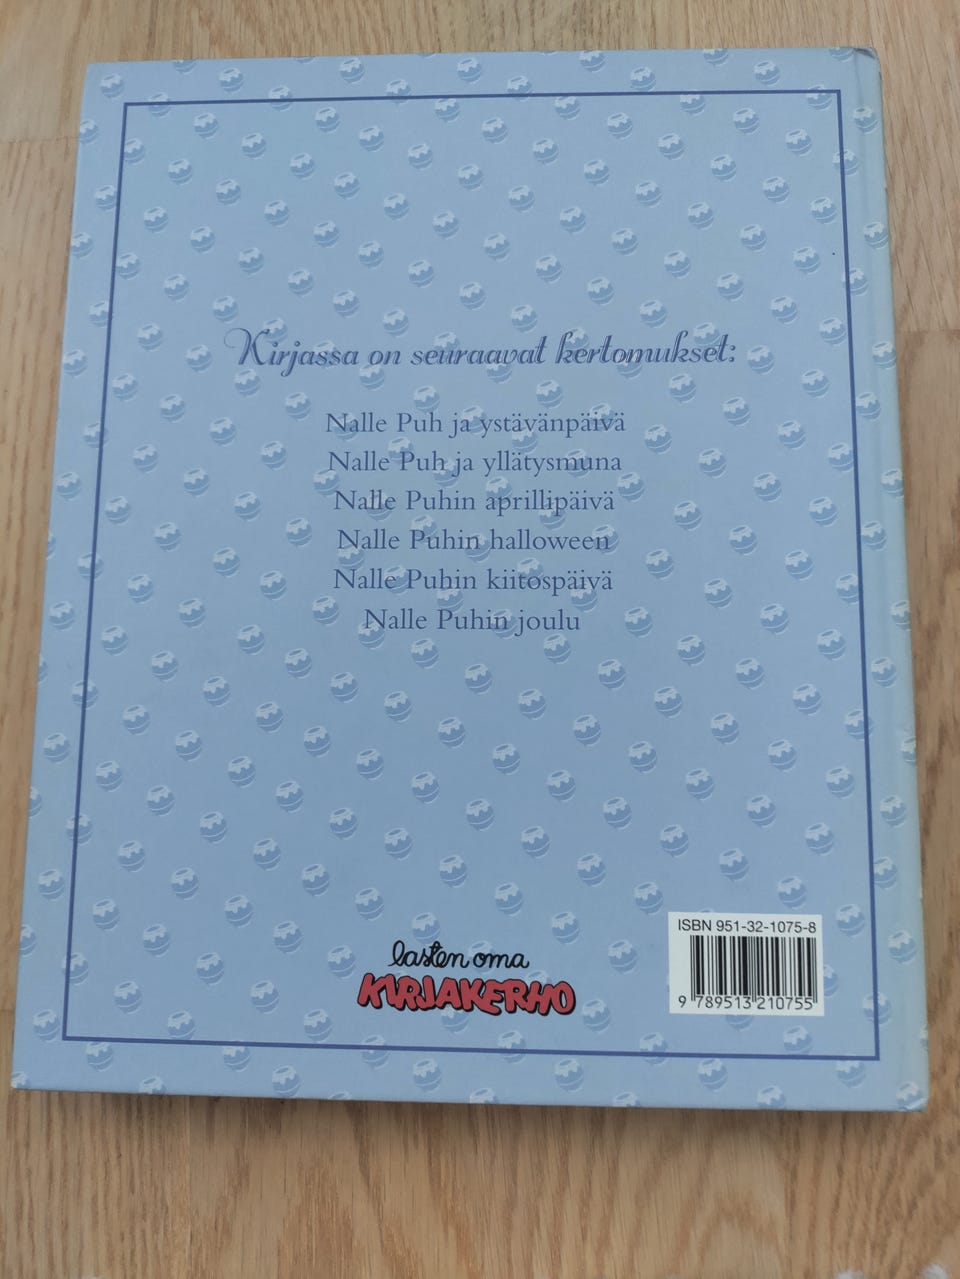 Kirjassa on seuraavat kertomukset:
Nalle Puh ja ystävänpäivä
Nalle Puh ja yllätysmuna
Nalle Puhin aprillipäivä
Nalle Puhin halloween
Nalle Puhin kiitospäivä
Nalle Puhin joulu
lasten oma
KIRJAKERHO
ISBN 951-32-1075-8
9 789513 210755